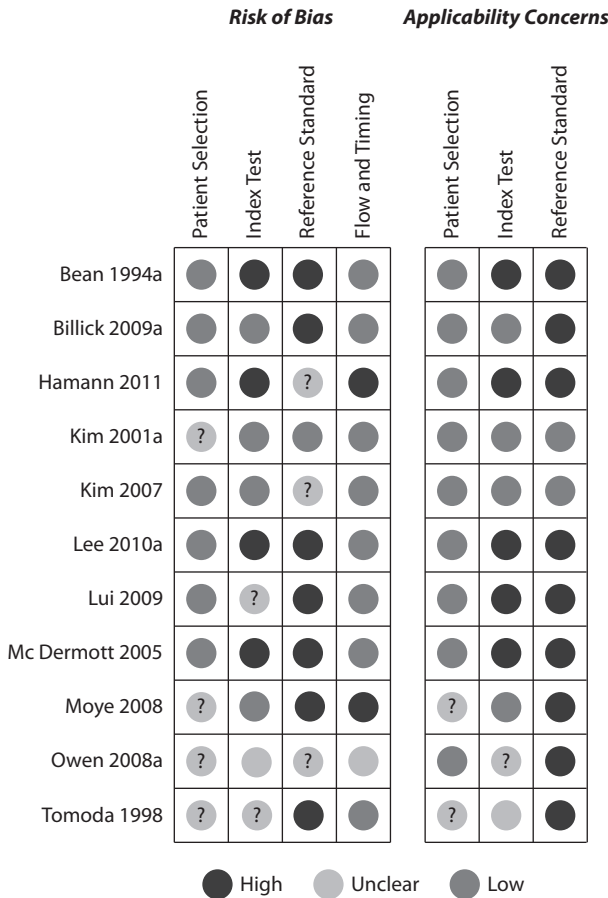 Risk of Bias Applicability Concerns
Patient Selection Index Test Reference Standard Flow and Timing Patient Selection Index Test Reference Standard
Bean 1994a
Billick 2009a
Hamann 2011 ?
Kim 2001a ?
Kim 2007 ?
Lee 2010a
Lui 2009 ?
Mc Dermott 2005
Moye 2008 ? ?
Owen 2008a ? ? ?
Tomoda 1998 ? ? ?
High Unclear Low